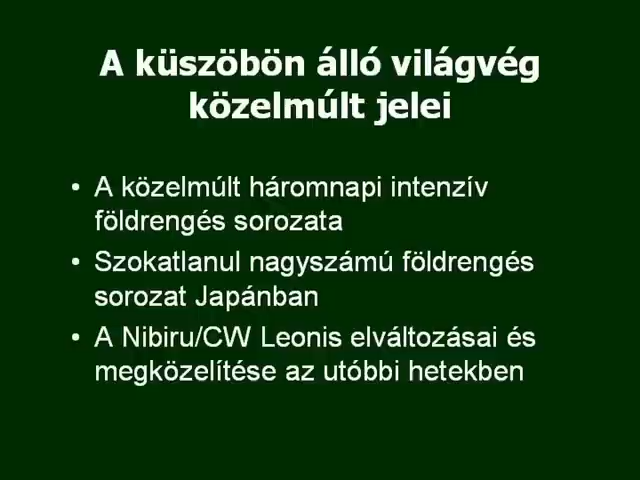 A küszöbön álló világvég
közelmúlt jelei
• A közelmúlt háromnapi intenzív
földrengés sorozata
• Szokatlanul nagyszámú földrengés
sorozat Japánban
• A Nibiru/CW Leonis elváltozásai és
megközelítése az utóbbi hetekben